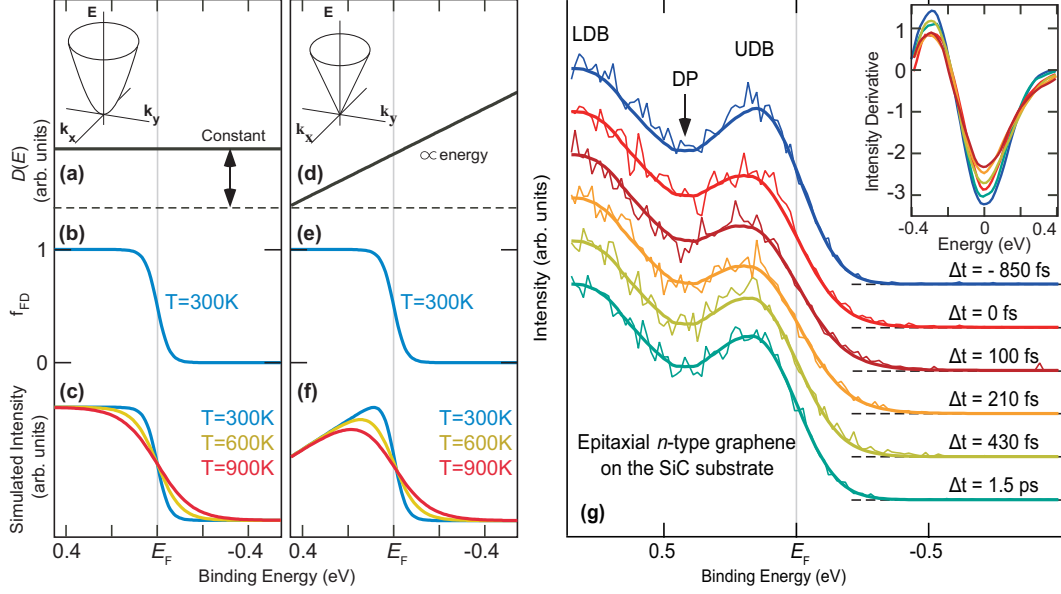 E
k_x
k_y
Constant
(a)
D(E)
(arb. units)
E
k_x
k_y
∝ energy
(d)
(b)
1
T=300K
0
f_FD
(e)
T=300K
(c)
T=300K
T=600K
T=900K
Simulated Intensity
(arb. units)
(f)
T=300K
T=600K
T=900K
0.4
E_F
-0.4
0.4
E_F
-0.4
Binding Energy (eV)
LDB
DP
UDB
Intensity (arb. units)
1
0
-1
-2
-3
Intensity Derivative
-0.4
0
0.4
Energy (eV)
Δt = - 850 fs
Δt = 0 fs
Δt = 100 fs
Δt = 210 fs
Δt = 430 fs
Δt = 1.5 ps
Epitaxial n-type graphene
on the SiC substrate
(g)
0.5
E_F
-0.5
Binding Energy (eV)